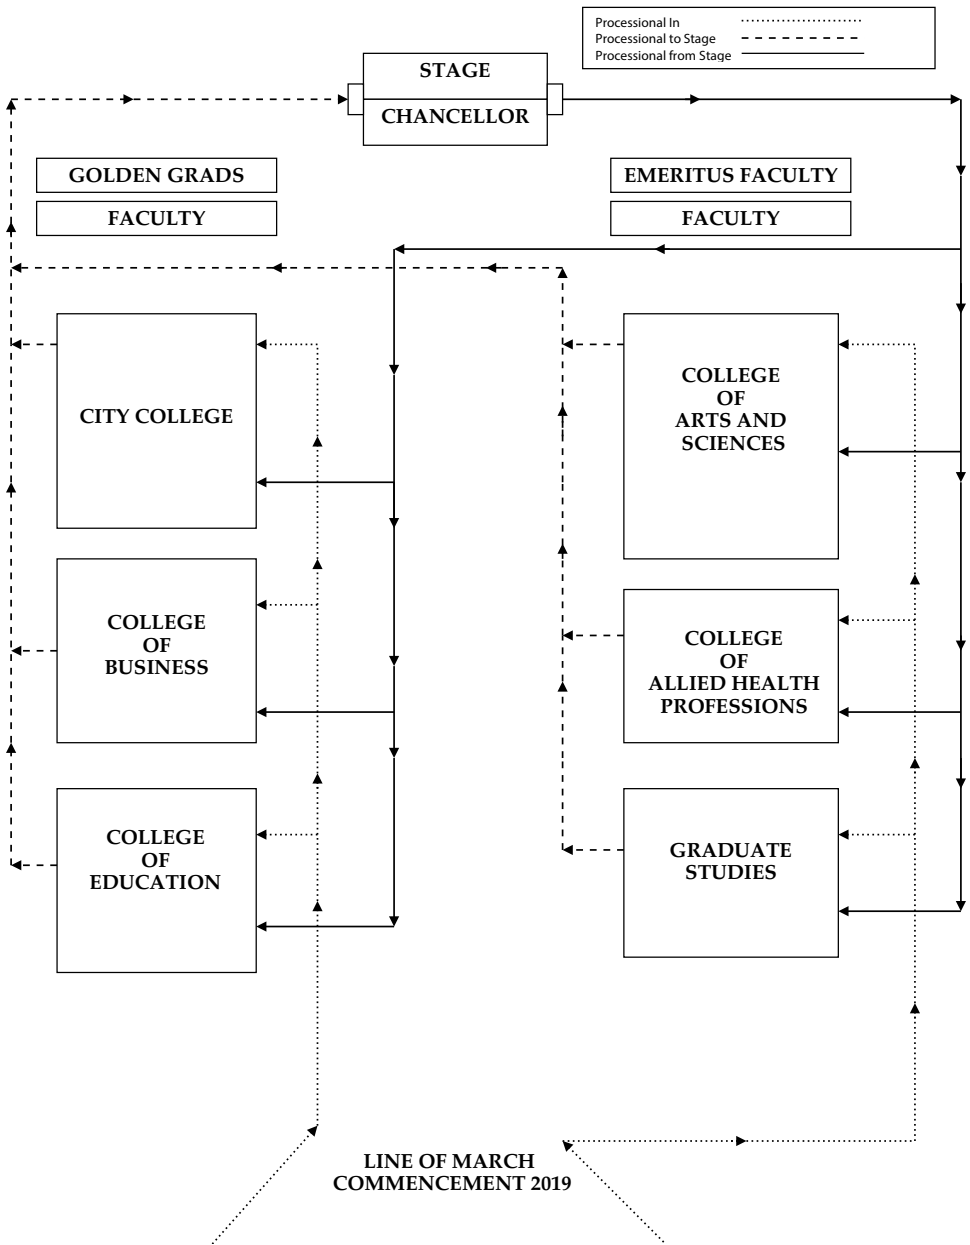 Processional In
Processional to Stage
Processional from Stage
STAGE
CHANCELLOR
GOLDEN GRADS
EMERITUS FACULTY
FACULTY
FACULTY
CITY COLLEGE
COLLEGE
OF
ARTS AND
SCIENCES
COLLEGE
OF
BUSINESS
COLLEGE
OF
ALLIED HEALTH
PROFESSIONS
COLLEGE
OF
EDUCATION
GRADUATE
STUDIES
LINE OF MARCH
COMMENCEMENT 2019